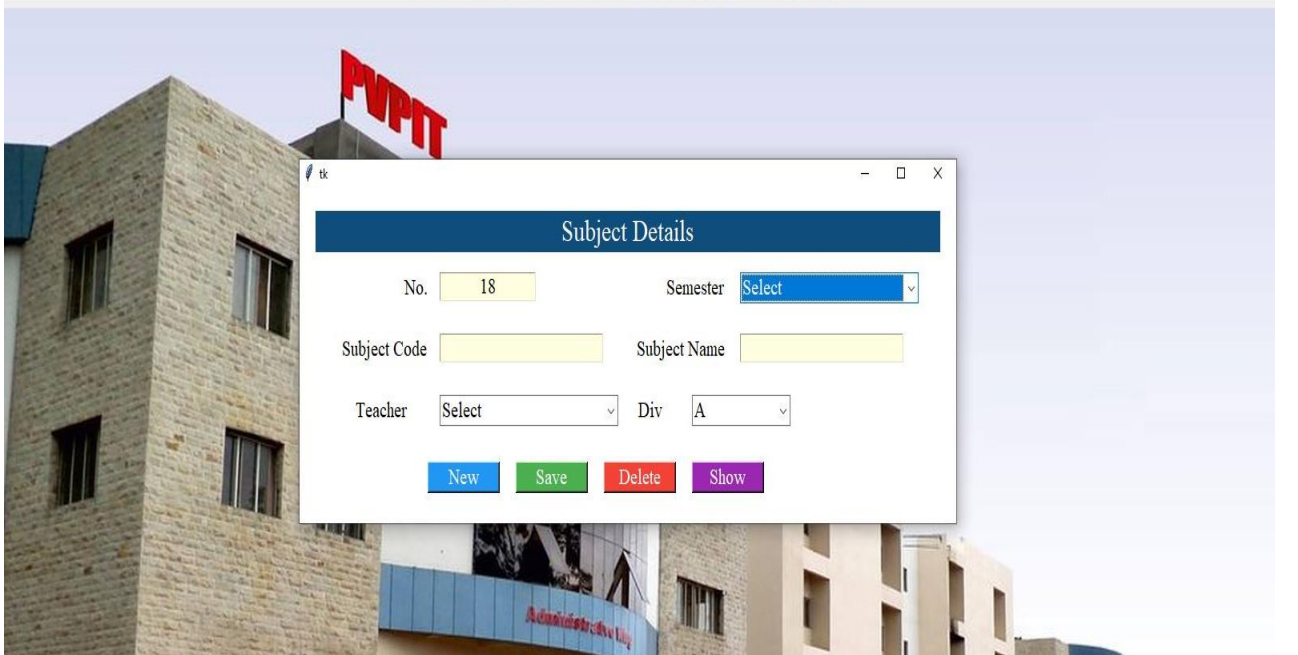 PVPIT
tk
Subject Details
No. 18 Semester Select
Subject Code Subject Name
Teacher Select Div A
New Save Delete Show
Administrative